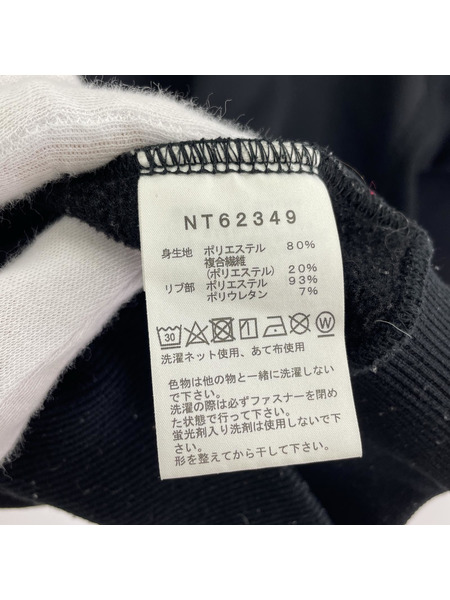 NT62349
身生地 ポリエステル 80%
複合繊維
(ポリエステル) 20%
リブ部 ポリエステル 93%
ポリウレタン 7%
30 W
洗濯ネット使用、あて布使用
色物は他の物と一緒に洗濯しない
で下さい。
洗濯の際は必ずファスナーを閉め
た状態で行って下さい。
蛍光剤入り洗剤は使用しないで下
さい。
形を整えてから干して下さい。